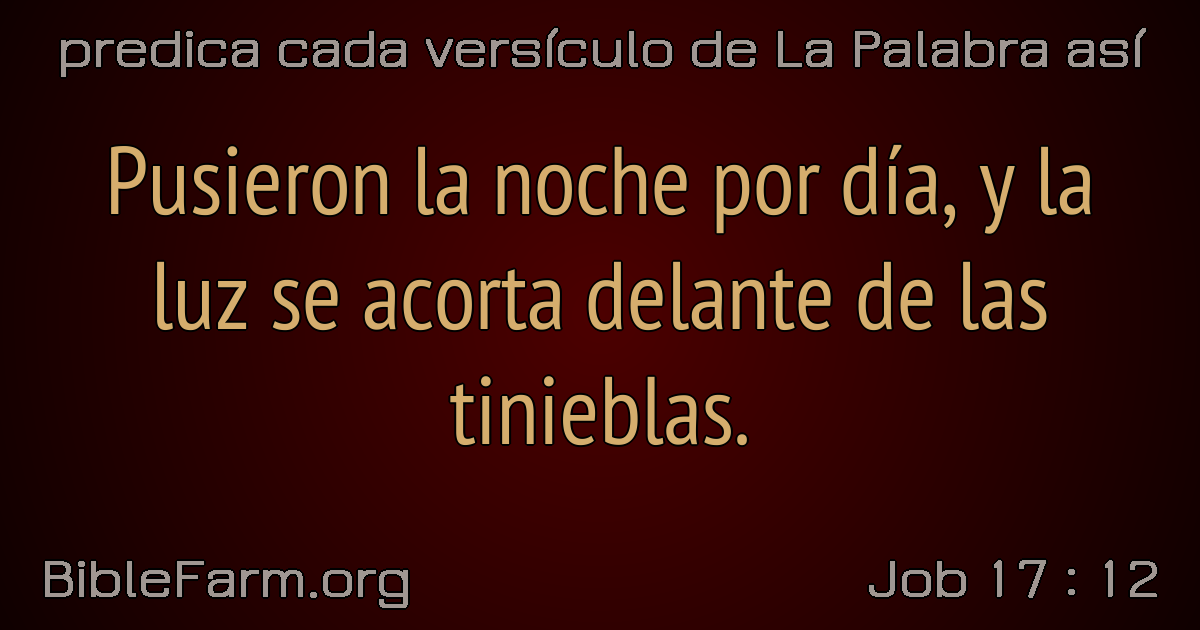 predica cada versículo de La Palabra así
Pusieron la noche por día, y la
luz se acorta delante de las
tinieblas.
BibleFarm.org
Job 17 : 12